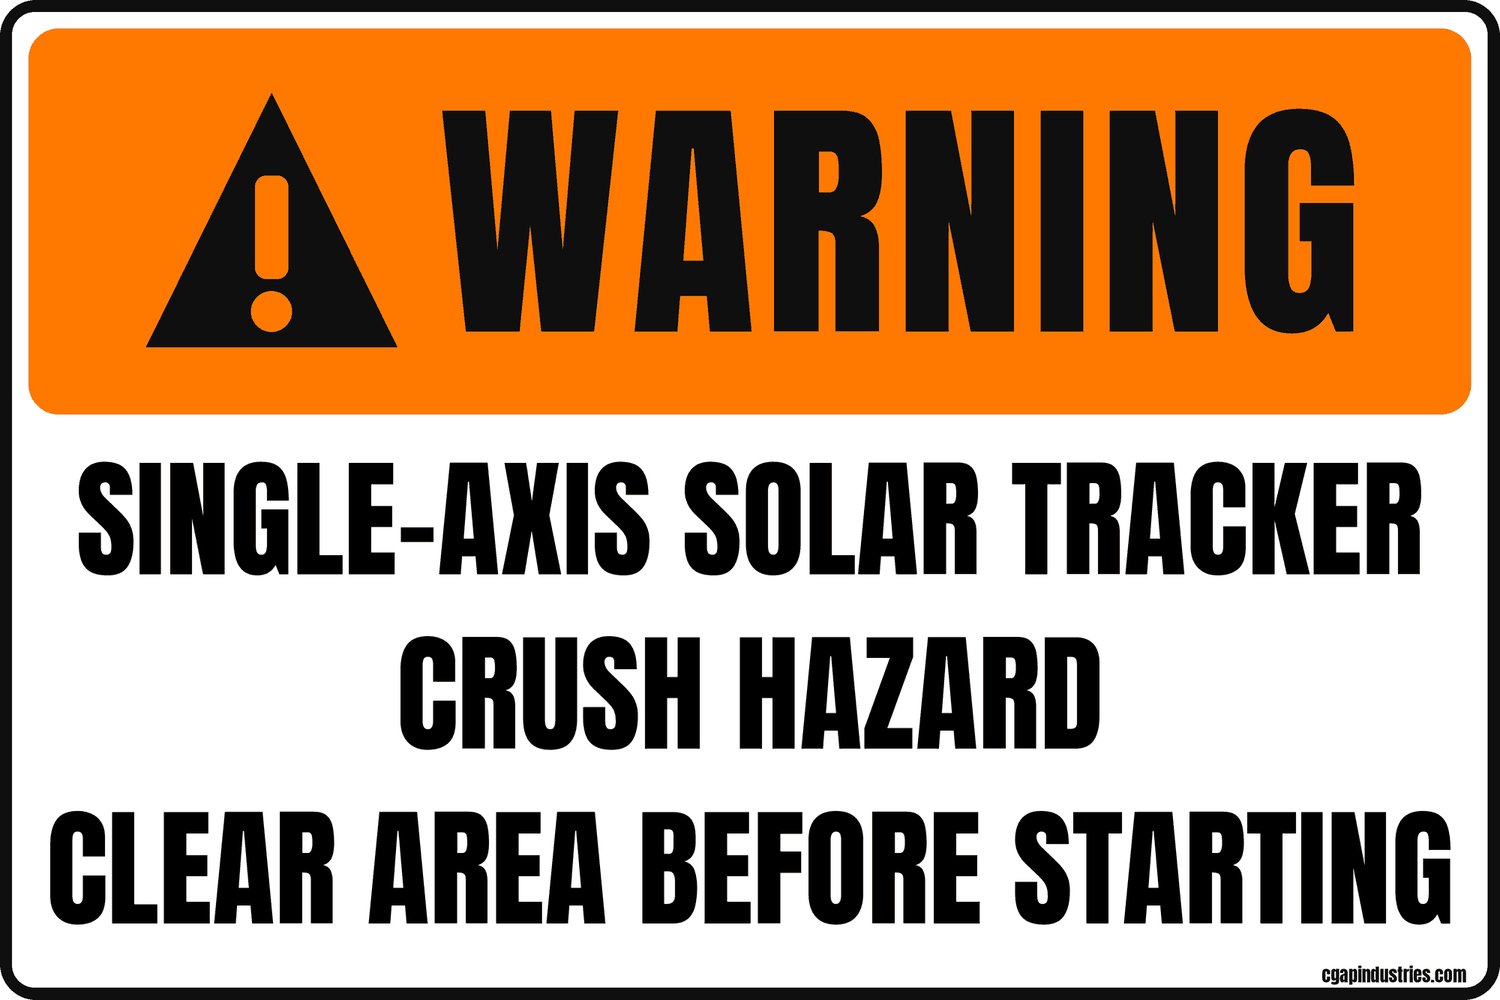 WARNING
SINGLE-AXIS SOLAR TRACKER
CRUSH HAZARD
CLEAR AREA BEFORE STARTING
cgapindustries.com